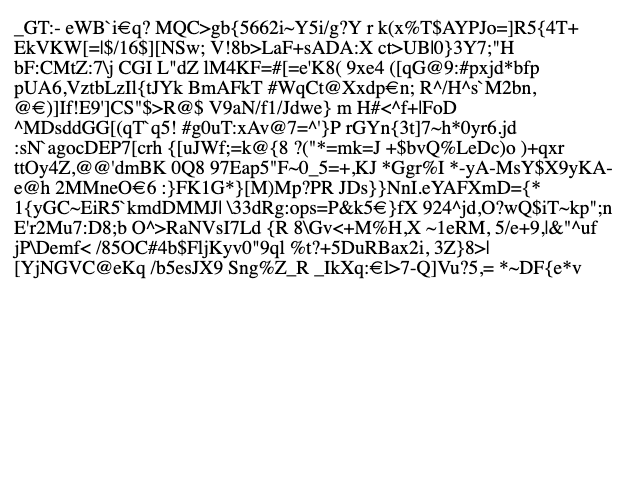 _GT:- eWB`i€q? MQC>gb{5662i~Y5i/g?Y r k(x%T$AYPJo=]R5{4T+
EkVKW[=|$/16$][NSw; V!8b>LaF+sADA:X ct>UB|0}3Y7;"H
bF:CMtZ:7\j CGI L"dZ lM4KF=#[=e'K8( 9xe4 ([qG@9:#pxjd*bfp
pUA6,VztbLzIl{tJYk BmAFkT #WqCt@Xxdp€n; R^/H^s`M2bn,
@€)]If!E9']CS"$>R@$ V9aN/f1/Jdwe} m H#<^f+lFoD
^MDsddGG[(qT`q5! #g0uT:xAv@7=^'}P rGYn{3t]7~h*0yr6.jd
:sN`agocDEP7[crh {[uJWf;=k@{8 ?("*=mk=J +$bvQ%LeDc)o )+qxr
ttOy4Z,@@'dmBK 0Q8 97Eap5"F~0_5=+,KJ *Ggr%I *-yA-MsY$X9yKA-
e@h 2MMneO€6 :}FK1G*}[M)Mp?PR JDs}}NnI.eYAFXmD={*
1{yGC~EiR5`kmdDMMJ| \33dRg:ops=P&k5€}fX 924^jd,O?wQ$iT~kp";n
E'r2Mu7:D8;b O^>RaNVsI7Ld {R 8\Gv<+M%H,X ~1eRM, 5/e+9,|&"^uf
jP\Demf< /85OC#4b$FljKyv0"9ql %t?+5DuRBax2i, 3Z}8>|
[YjNGVC@eKq /b5esJX9 Sng%Z_R _IkXq:€l>7-Q]Vu?5,= *~DF{e*v